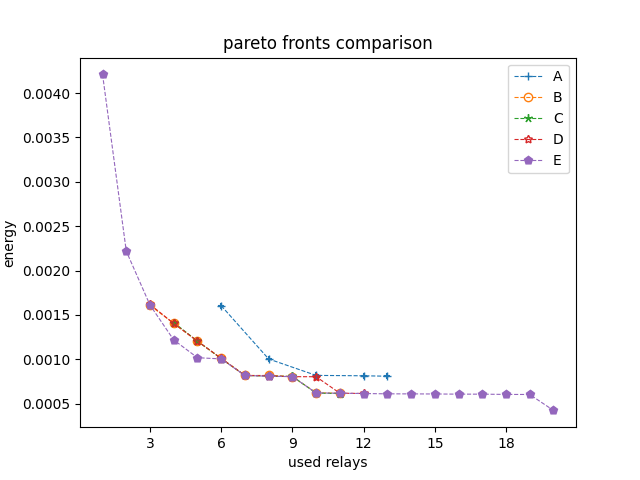 pareto fronts comparison
A
B
C
D
E
0.0040
0.0035
0.0030
0.0025
0.0020
0.0015
0.0010
0.0005
energy
3 6 9 12 15 18
used relays